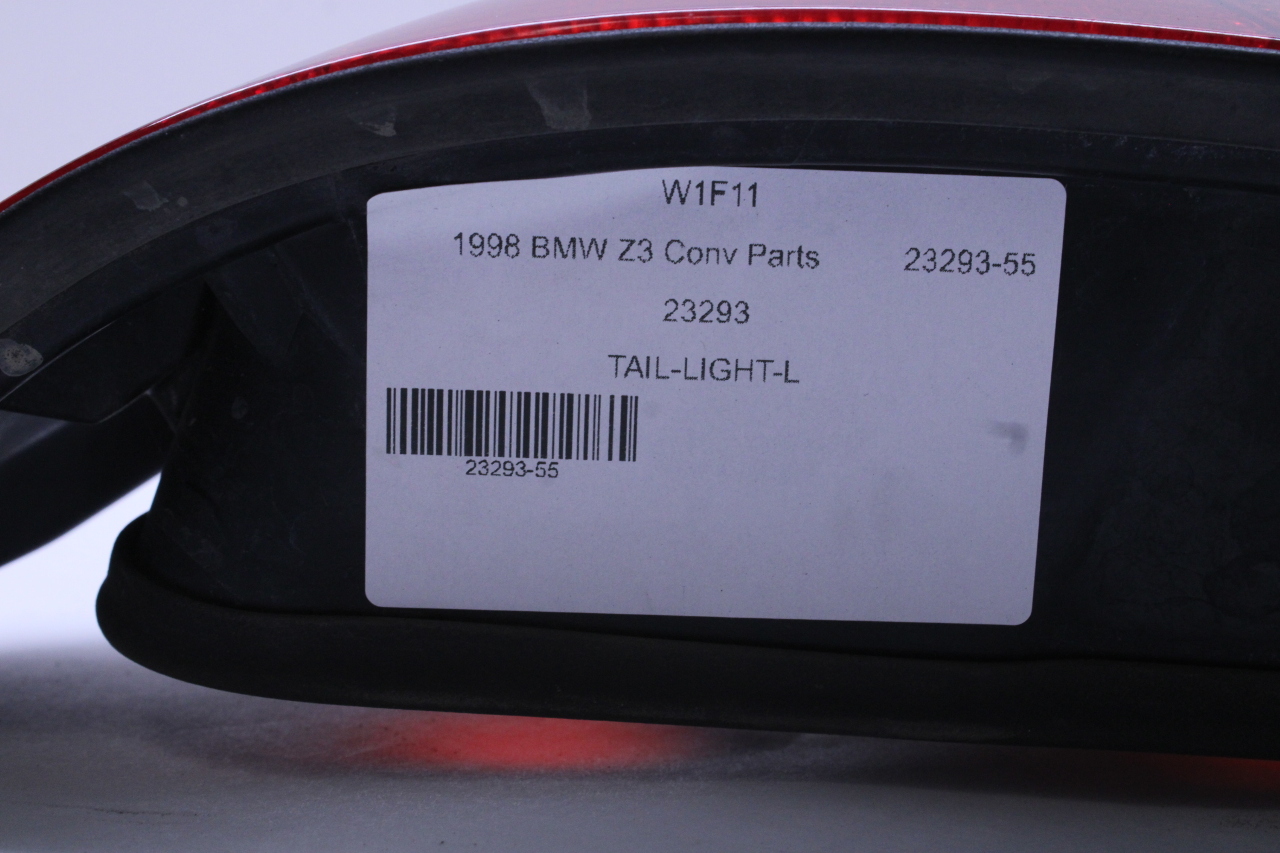 W1F11
1998 BMW Z3 Conv Parts 23293-55
23293
TAIL-LIGHT-L
23293-55